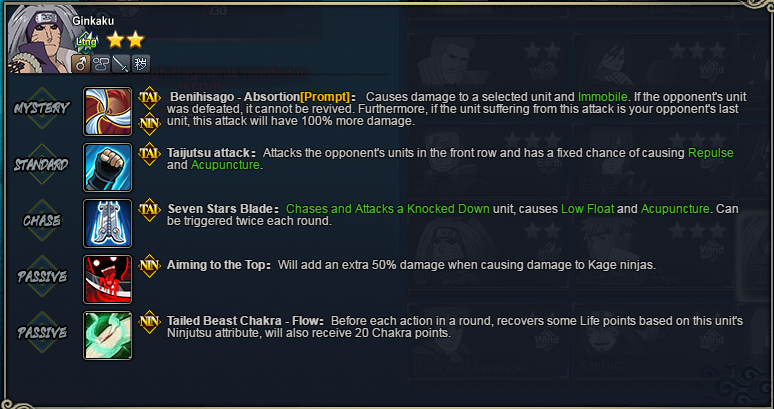 730
Ginkaku
Ltng
MYSTERY
TAI
NIN
Benihisago - Absortion[Prompt]: Causes damage to a selected unit and Immobile. If the opponent's unit
was defeated, it cannot be revived. Furthermore, if the unit suffering from this attack is your opponent's last
unit, this attack will have 100% more damage.
STANDARD
TAI
Taijutsu attack: Attacks the opponent's units in the front row and has a fixed chance of causing Repulse
and Acupuncture.
CHASE
TAI
Seven Stars Blade: Chases and Attacks a Knocked Down unit, causes Low Float and Acupuncture. Can
be triggered twice each round.
PASSIVE
NIN
Aiming to the Top: Will add an extra 50% damage when causing damage to Kage ninjas.
PASSIVE
NIN
Tailed Beast Chakra - Flow: Before each action in a round, recovers some Life points based on this unit's
Ninjutsu attribute, will also receive 20 Chakra points.